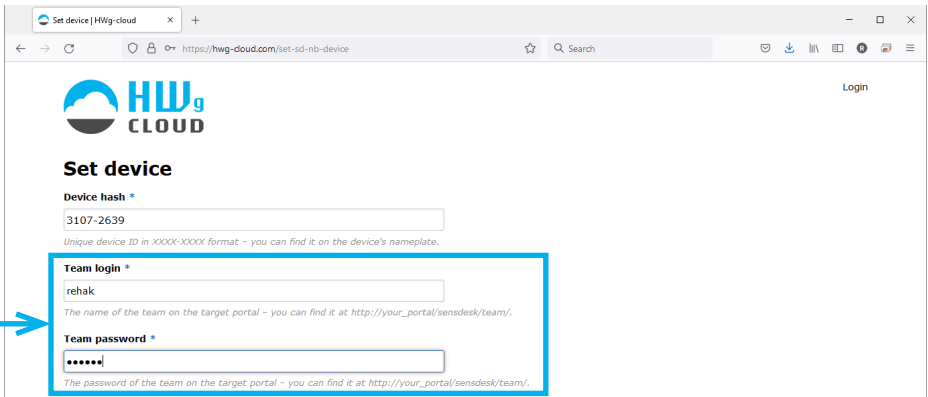 Set device | HWg-cloud
https://hwg-cloud.com/set-sd-nb-device
Search
R
Login
HWg
CLOUD
Set device
Device hash *
3107-2639
Unique device ID in XXXX-XXXX format – you can find it on the device's nameplate.
Team login *
rehak
The name of the team on the target portal – you can find it at http://your_portal/sensdesk/team/.
Team password *
••••••
The password of the team on the target portal – you can find it at http://your_portal/sensdesk/team/.